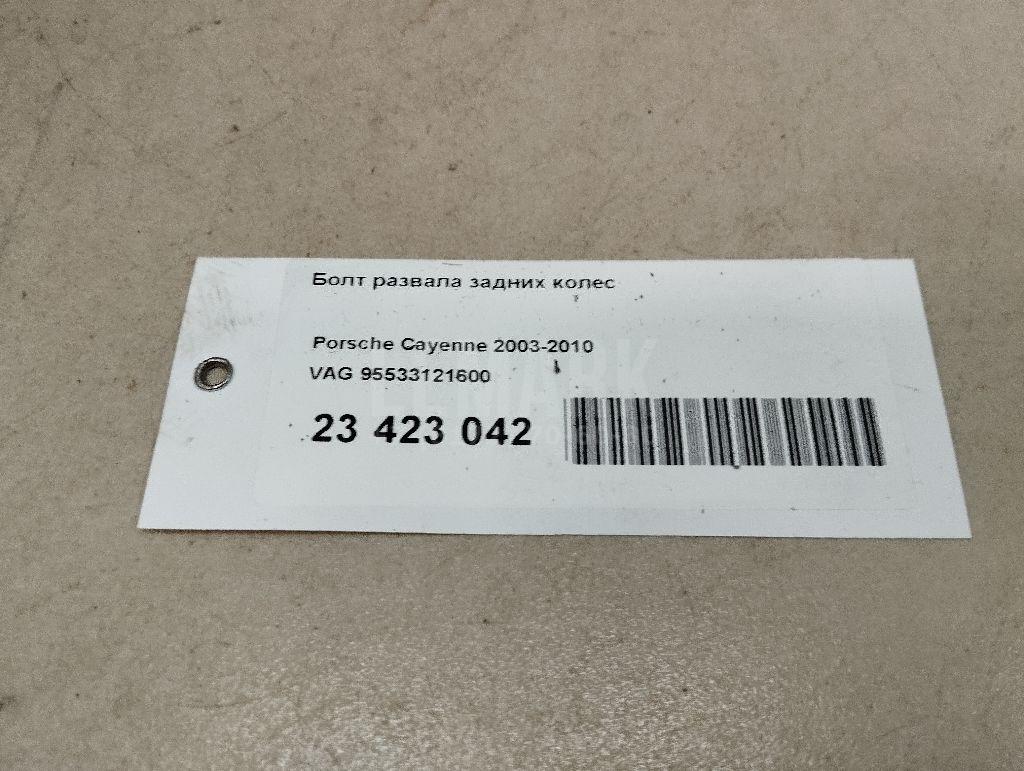 Болт развала задних колес
Porsche Cayenne 2003-2010
VAG 95533121600
23 423 042